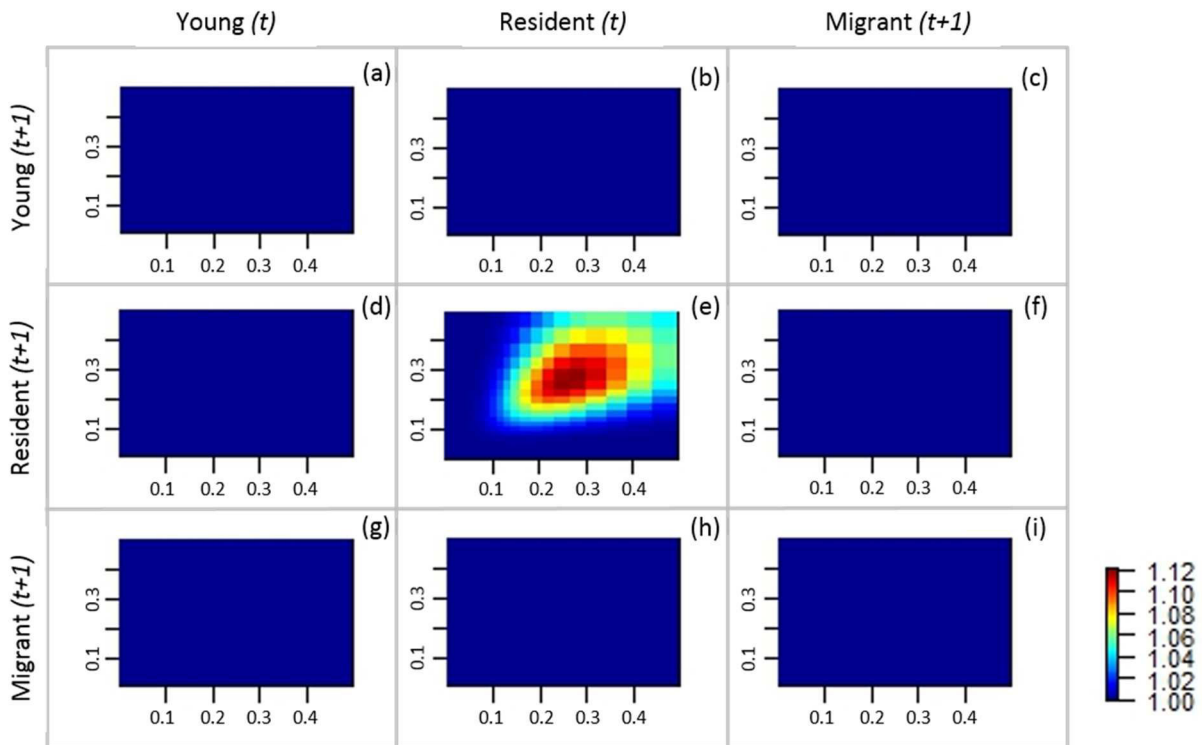 Young (t) Resident (t) Migrant (t+1)
Young (t+1)
(a) (b) (c)
0.3 0.3 0.3
0.1 0.1 0.1
0.1 0.2 0.3 0.4 0.1 0.2 0.3 0.4 0.1 0.2 0.3 0.4
Resident (t+1)
(d) (e) (f)
0.3 0.3 0.3
0.1 0.1 0.1
0.1 0.2 0.3 0.4 0.1 0.2 0.3 0.4 0.1 0.2 0.3 0.4
Migrant (t+1)
(g) (h) (i)
0.3 0.3 0.3
0.1 0.1 0.1
0.1 0.2 0.3 0.4 0.1 0.2 0.3 0.4 0.1 0.2 0.3 0.4
1.12
1.10
1.08
1.06
1.04
1.02
1.00